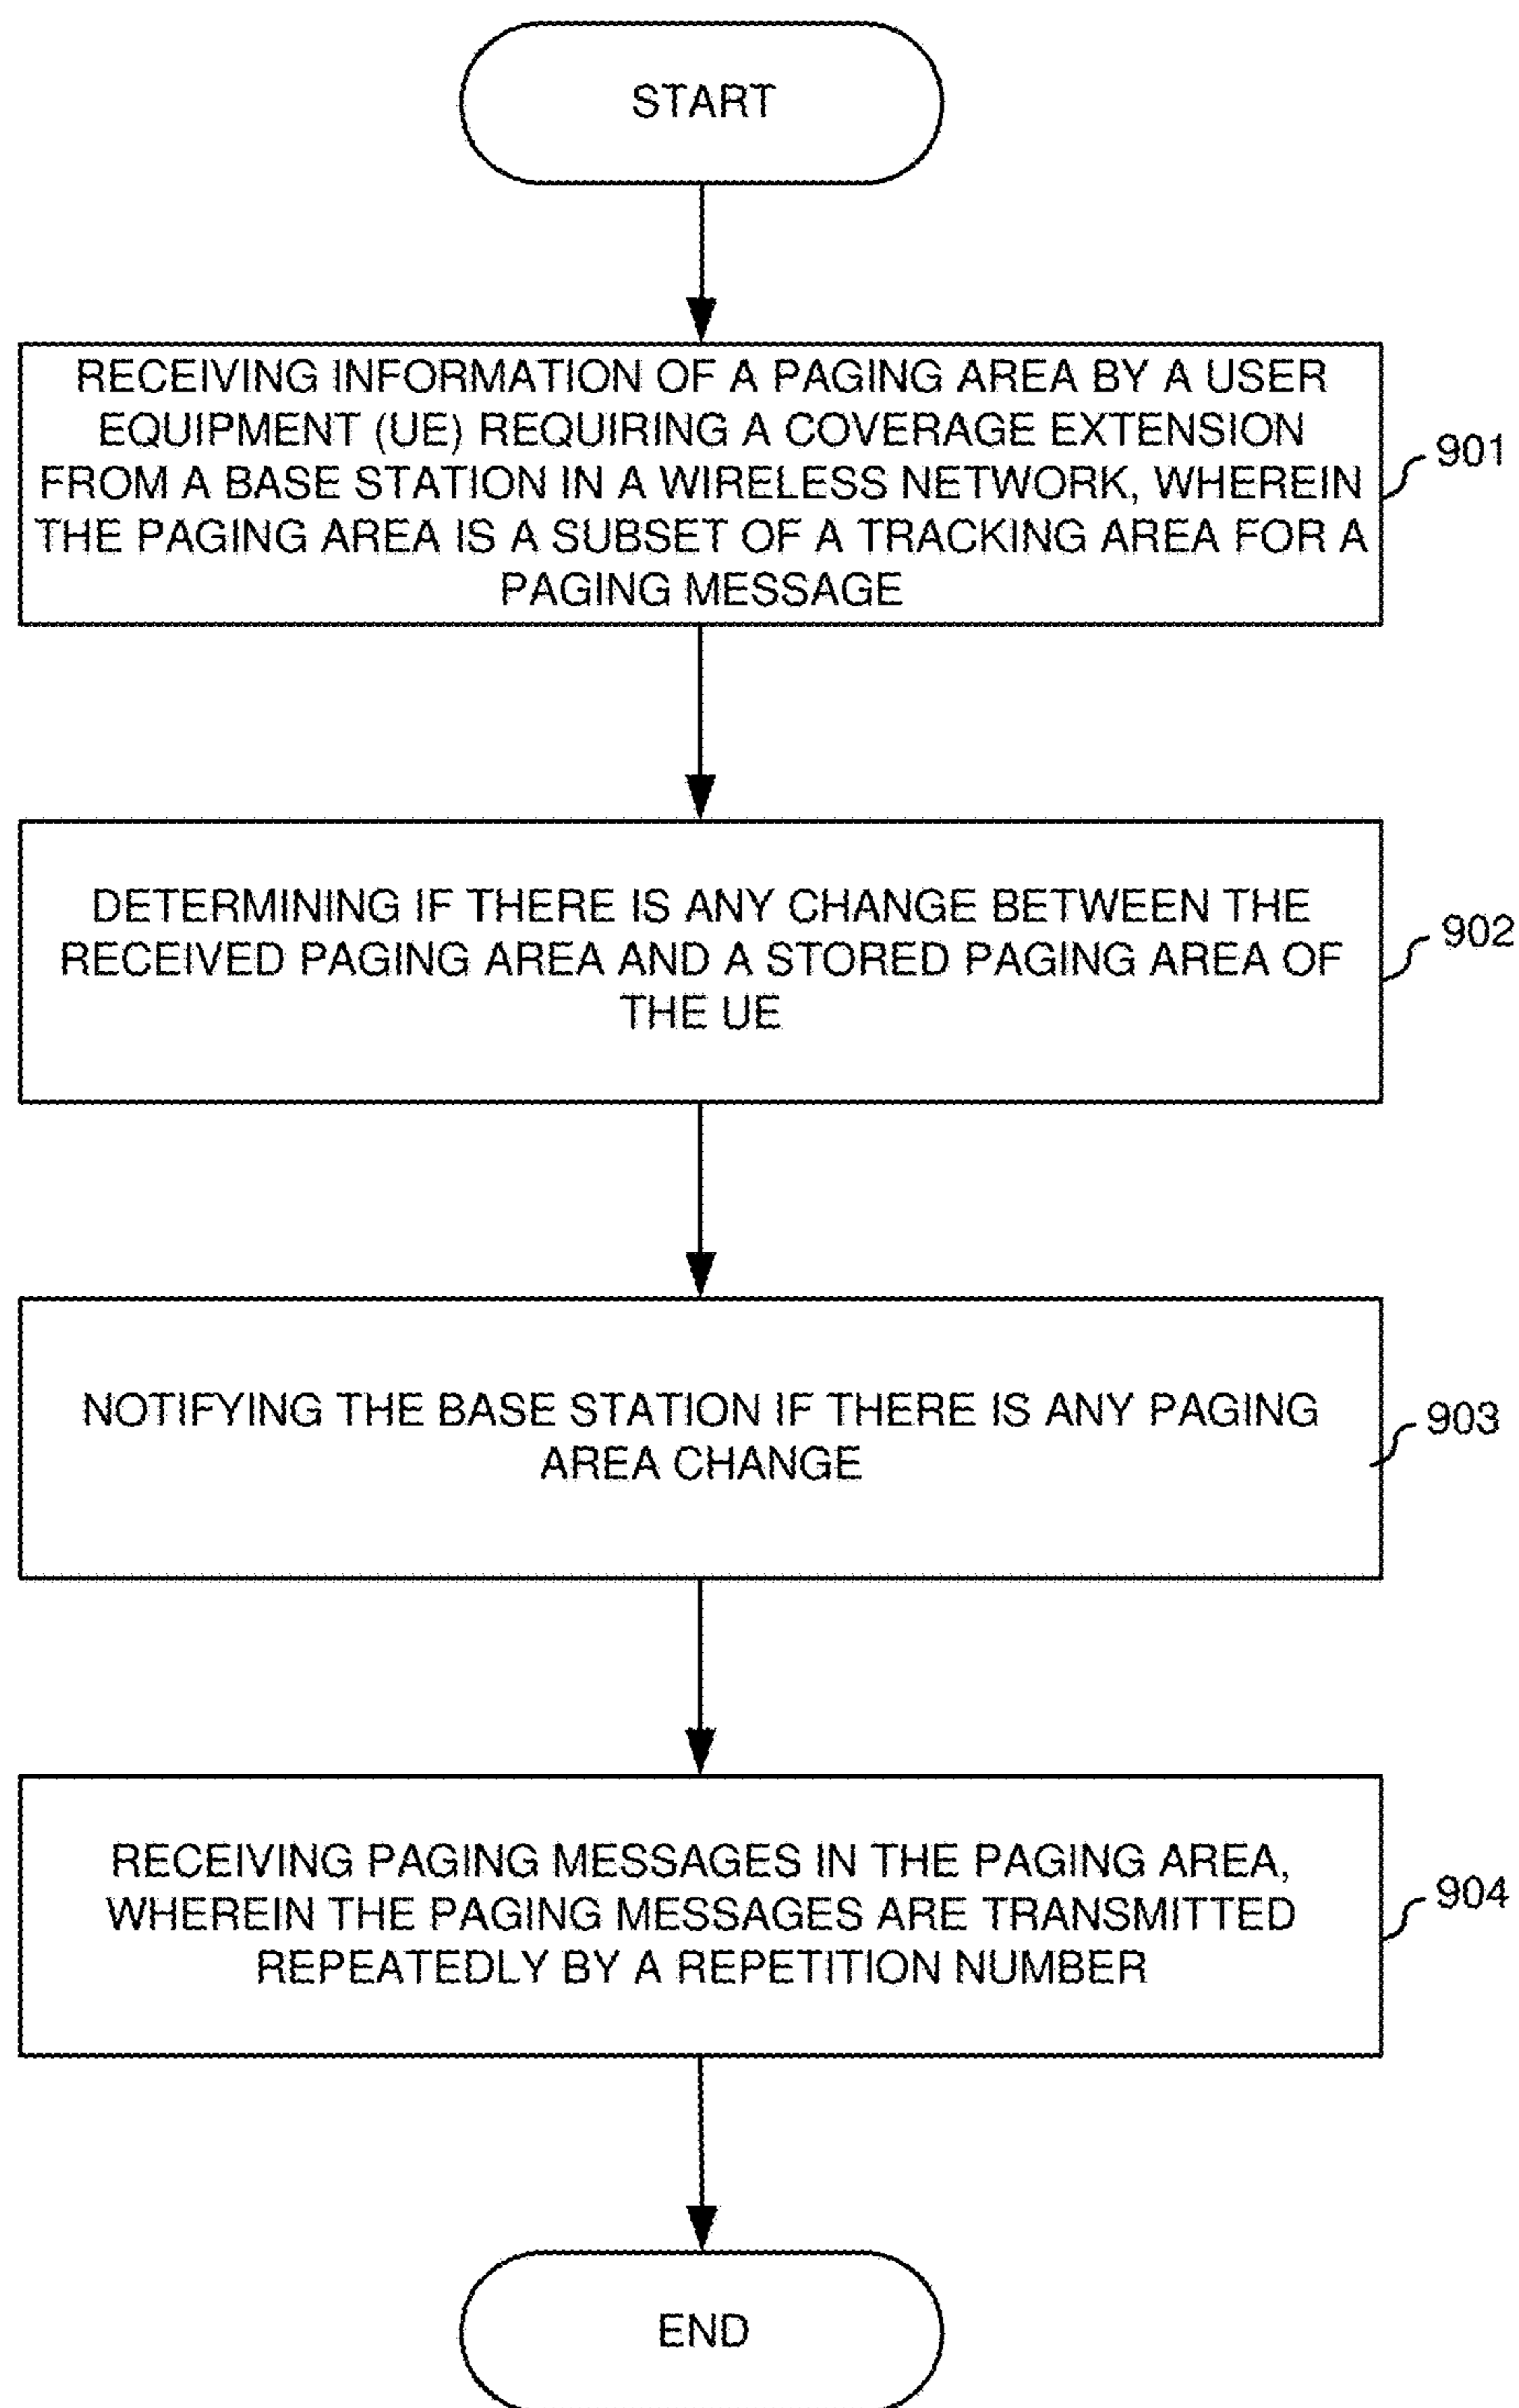 START
RECEIVING INFORMATION OF A PAGING AREA BY A USER
EQUIPMENT (UE) REQUIRING A COVERAGE EXTENSION
FROM A BASE STATION IN A WIRELESS NETWORK, WHEREIN
THE PAGING AREA IS A SUBSET OF A TRACKING AREA FOR A
PAGING MESSAGE
901
DETERMINING IF THERE IS ANY CHANGE BETWEEN THE
RECEIVED PAGING AREA AND A STORED PAGING AREA OF
THE UE
902
NOTIFYING THE BASE STATION IF THERE IS ANY PAGING
AREA CHANGE
903
RECEIVING PAGING MESSAGES IN THE PAGING AREA,
WHEREIN THE PAGING MESSAGES ARE TRANSMITTED
REPEATEDLY BY A REPETITION NUMBER
904
END